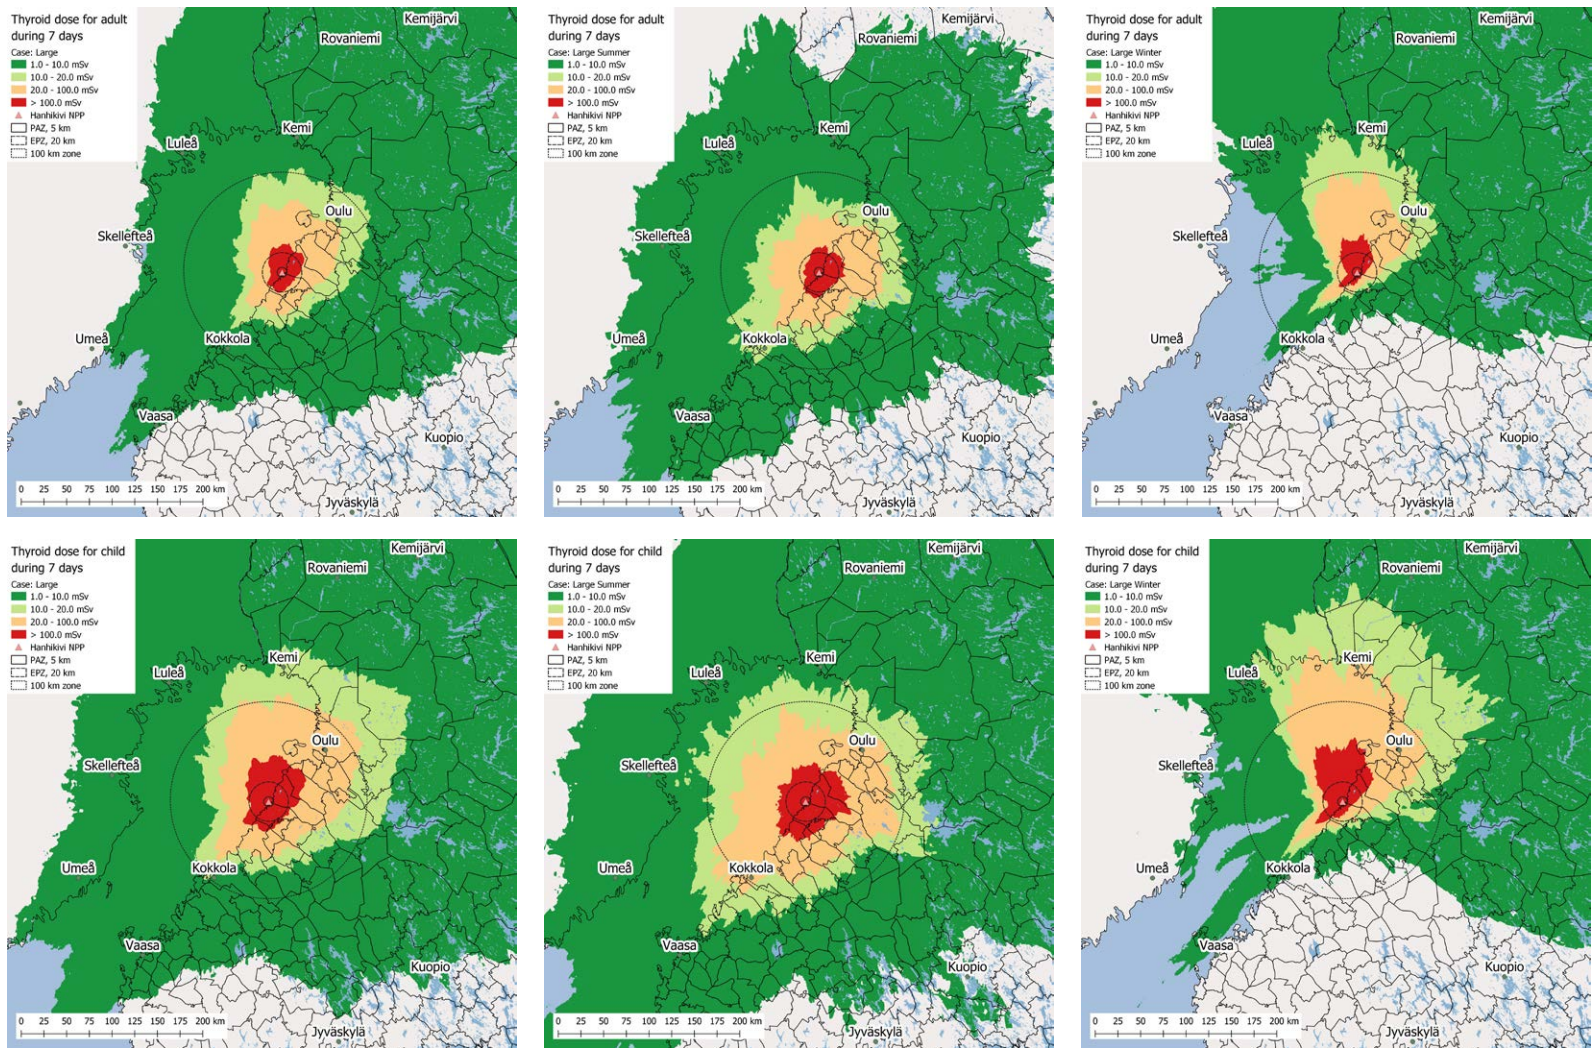 Thyroid dose for adult
during 7 days
Case: Large
1.0 - 10.0 mSv
10.0 - 20.0 mSv
20.0 - 100.0 mSv
> 100.0 mSv
Hanhikivi NPP
PAZ, 5 km
EPZ, 20 km
100 km zone
Kemijärvi
Rovaniemi
Kemi
Luleå
Oulu
Skellefteå
Umeå
Kokkola
Vaasa
Kuopio
Jyväskylä
0 25 50 75 100 125 150 175 200 km
Thyroid dose for adult
during 7 days
Case: Large Summer
1.0 - 10.0 mSv
10.0 - 20.0 mSv
20.0 - 100.0 mSv
> 100.0 mSv
Hanhikivi NPP
PAZ, 5 km
EPZ, 20 km
100 km zone
Kemijärvi
Rovaniemi
Kemi
Luleå
Oulu
Skellefteå
Umeå
Kokkola
Vaasa
Kuopio
Jyväskylä
0 25 50 75 100 125 150 175 200 km
Thyroid dose for adult
during 7 days
Case: Large Winter
1.0 - 10.0 mSv
10.0 - 20.0 mSv
20.0 - 100.0 mSv
> 100.0 mSv
Hanhikivi NPP
PAZ, 5 km
EPZ, 20 km
100 km zone
Kemijärvi
Rovaniemi
Kemi
Luleå
Oulu
Skellefteå
Umeå
Kokkola
Vaasa
Kuopio
Jyväskylä
0 25 50 75 100 125 150 175 200 km
Thyroid dose for child
during 7 days
Case: Large
1.0 - 10.0 mSv
10.0 - 20.0 mSv
20.0 - 100.0 mSv
> 100.0 mSv
Hanhikivi NPP
PAZ, 5 km
EPZ, 20 km
100 km zone
Kemijärvi
Rovaniemi
Kemi
Luleå
Oulu
Skellefteå
Umeå
Kokkola
Vaasa
Kuopio
Jyväskylä
0 25 50 75 100 125 150 175 200 km
Thyroid dose for child
during 7 days
Case: Large Summer
1.0 - 10.0 mSv
10.0 - 20.0 mSv
20.0 - 100.0 mSv
> 100.0 mSv
Hanhikivi NPP
PAZ, 5 km
EPZ, 20 km
100 km zone
Kemijärvi
Rovaniemi
Kemi
Luleå
Oulu
Skellefteå
Umeå
Kokkola
Vaasa
Kuopio
Jyväskylä
0 25 50 75 100 125 150 175 200 km
Thyroid dose for child
during 7 days
Case: Large Winter
1.0 - 10.0 mSv
10.0 - 20.0 mSv
20.0 - 100.0 mSv
> 100.0 mSv
Hanhikivi NPP
PAZ, 5 km
EPZ, 20 km
100 km zone
Kemijärvi
Rovaniemi
Kemi
Luleå
Oulu
Skellefteå
Umeå
Kokkola
Vaasa
Kuopio
Jyväskylä
0 25 50 75 100 125 150 175 200 km